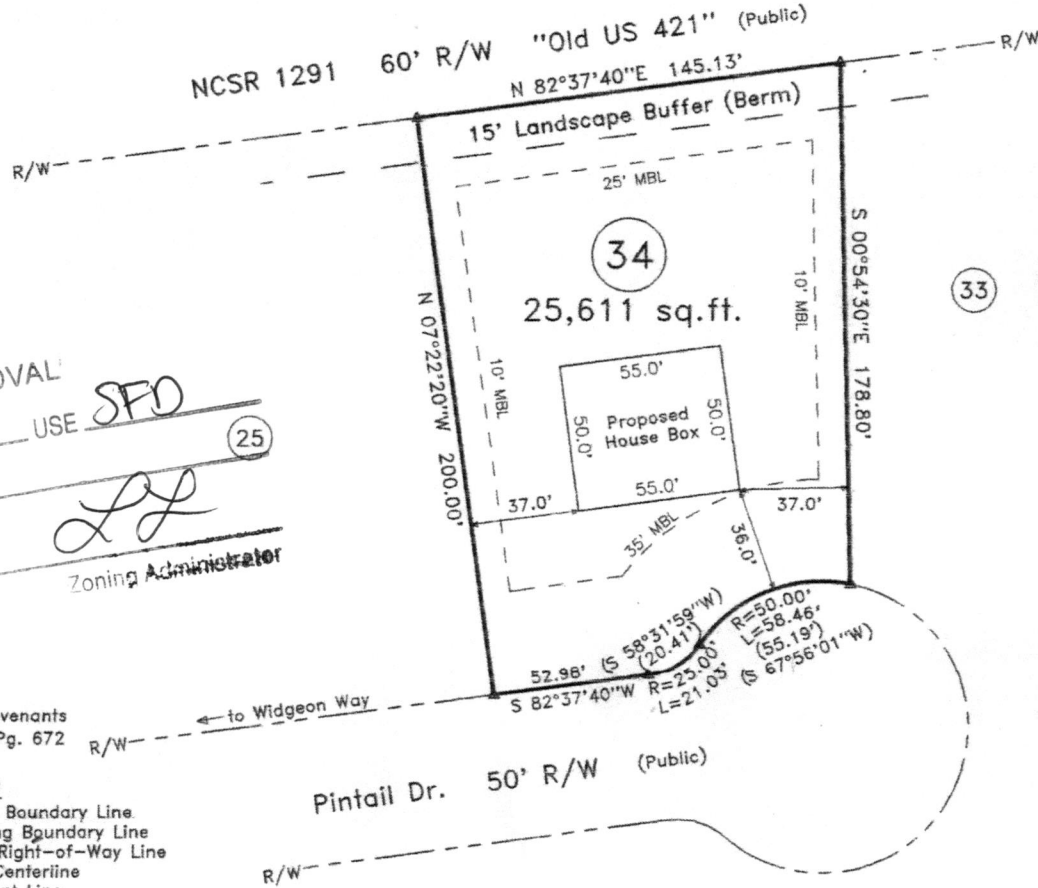 NCSR 1291 60' R/W "Old US 421" (Public)
R/W
R/W
N 82°37'40"E 145.13'
15' Landscape Buffer (Berm)
25' MBL
34
25,611 sq.ft.
S 00°54'30"E 178.80'
10' MBL
33
N 07°22'20"W 200.00'
10' MBL
55.0'
50.0'
Proposed
House Box
50.0'
55.0'
37.0'
37.0'
35' MBL
36.0'
OVAL
USE SFD
25
Zoning Administrator
52.98'
S 82°37'40"W
(S 58°31'59"W)
(20.41')
R=25.00'
L=21.03'
R=50.00'
L=58.46'
(55.19')
(S 67°56'01"W)
to Widgeon Way
R/W
Pintail Dr. 50' R/W (Public)
R/W
venants
Pg. 672
Boundary Line
g Boundary Line
Right-of-Way Line
Centerline